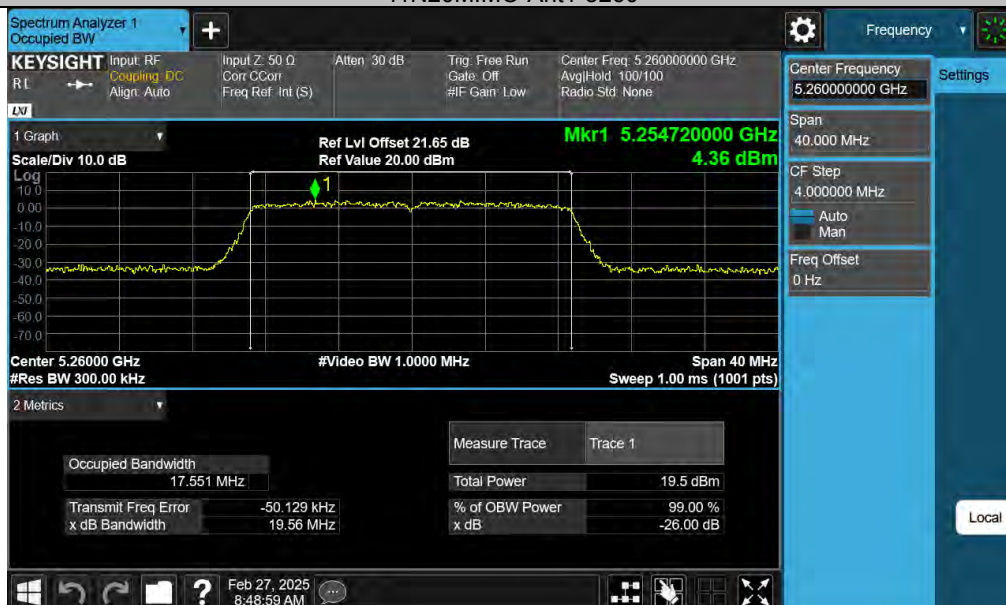 Spectrum Analyzer 1
Occupied BW
Frequency
KEYSIGHT
Input: RF
Coupling: DC
Align: Auto
Input Z: 50 Ω
Corr CCorr
Freq Ref: Int (S)
Atten: 30 dB
Trig: Free Run
Gate: Off
#IF Gain: Low
Center Freq: 5.260000000 GHz
Avg|Hold: 100/100
Radio Std: None
LXI
Center Frequency
5.260000000 GHz
Settings
Span
40.000 MHz
CF Step
4.000000 MHz
Auto
Man
Freq Offset
0 Hz
1 Graph
Ref Lvl Offset 21.65 dB
Mkr1 5.254720000 GHz
Scale/Div 10.0 dB
Ref Value 20.00 dBm
4.36 dBm
Log
10.0
0.00
-10.0
-20.0
-30.0
-40.0
-50.0
-60.0
-70.0
1
Center 5.26000 GHz
#Video BW 1.0000 MHz
Span 40 MHz
#Res BW 300.00 kHz
Sweep 1.00 ms (1001 pts)
2 Metrics
Measure Trace
Trace 1
Occupied Bandwidth
17.551 MHz
Total Power
19.5 dBm
Transmit Freq Error
-50.129 kHz
% of OBW Power
99.00 %
x dB Bandwidth
19.56 MHz
x dB
-26.00 dB
Local
Feb 27, 2025
8:48:59 AM